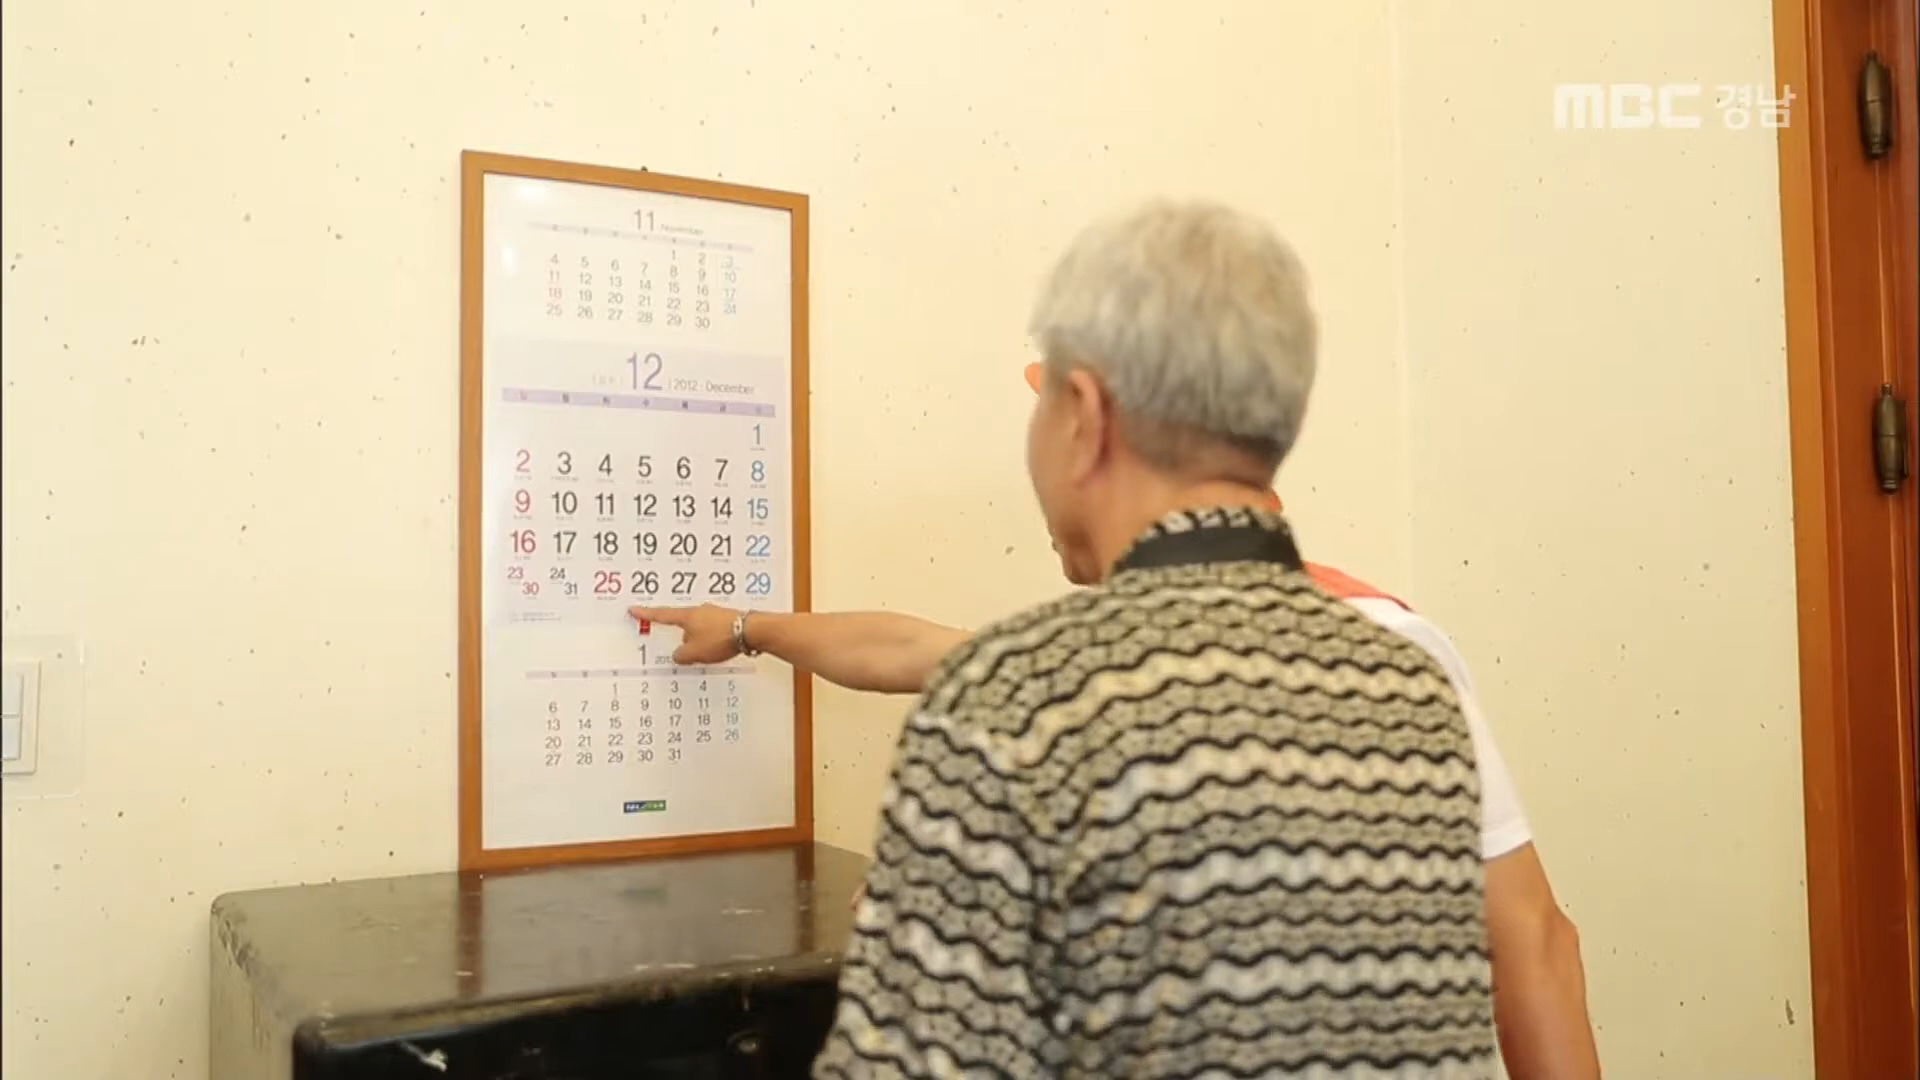 MBC 경남
11 November
1 2 3
4 5 6 7 8 9 10
11 12 13 14 15 16 17
18 19 20 21 22 23 24
25 26 27 28 29 30
12 2012 · December
1
2 3 4 5 6 7 8
9 10 11 12 13 14 15
16 17 18 19 20 21 22
23 30 24 31 25 26 27 28 29
1
1 2 3 4 5
6 7 8 9 10 11 12
13 14 15 16 17 18 19
20 21 22 23 24 25 26
27 28 29 30 31